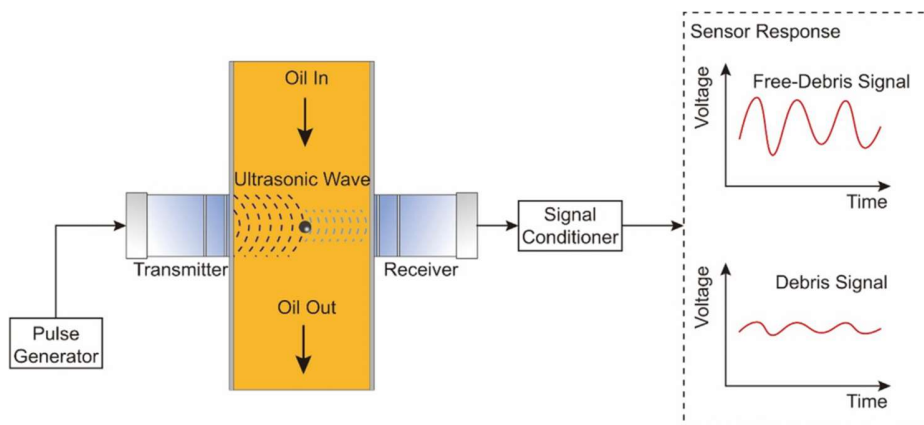 Sensor Response
Oil In
Free-Debris Signal
Voltage
Time
Ultrasonic Wave
Transmitter
Receiver
Signal
Conditioner
Pulse
Generator
Oil Out
Debris Signal
Voltage
Time